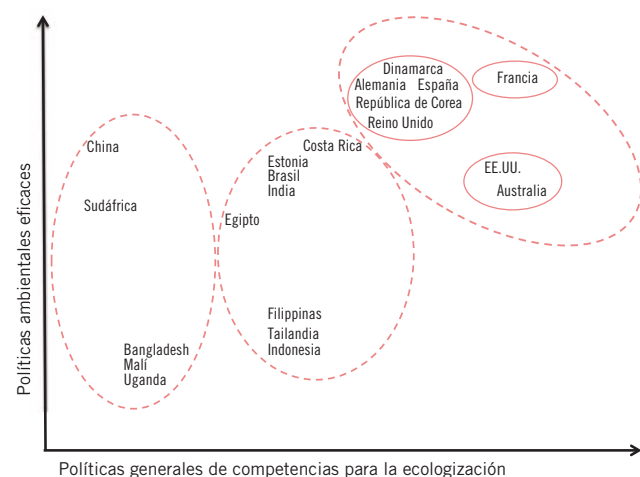 Políticas ambientales eficaces
China
Sudáfrica
Bangladesh
Malí
Uganda
Costa Rica
Estonia
Brasil
India
Egipto
Filippinas
Tailandia
Indonesia
Dinamarca
Alemania España
República de Corea
Reino Unido
Francia
EE.UU.
Australia
Políticas generales de competencias para la ecologización